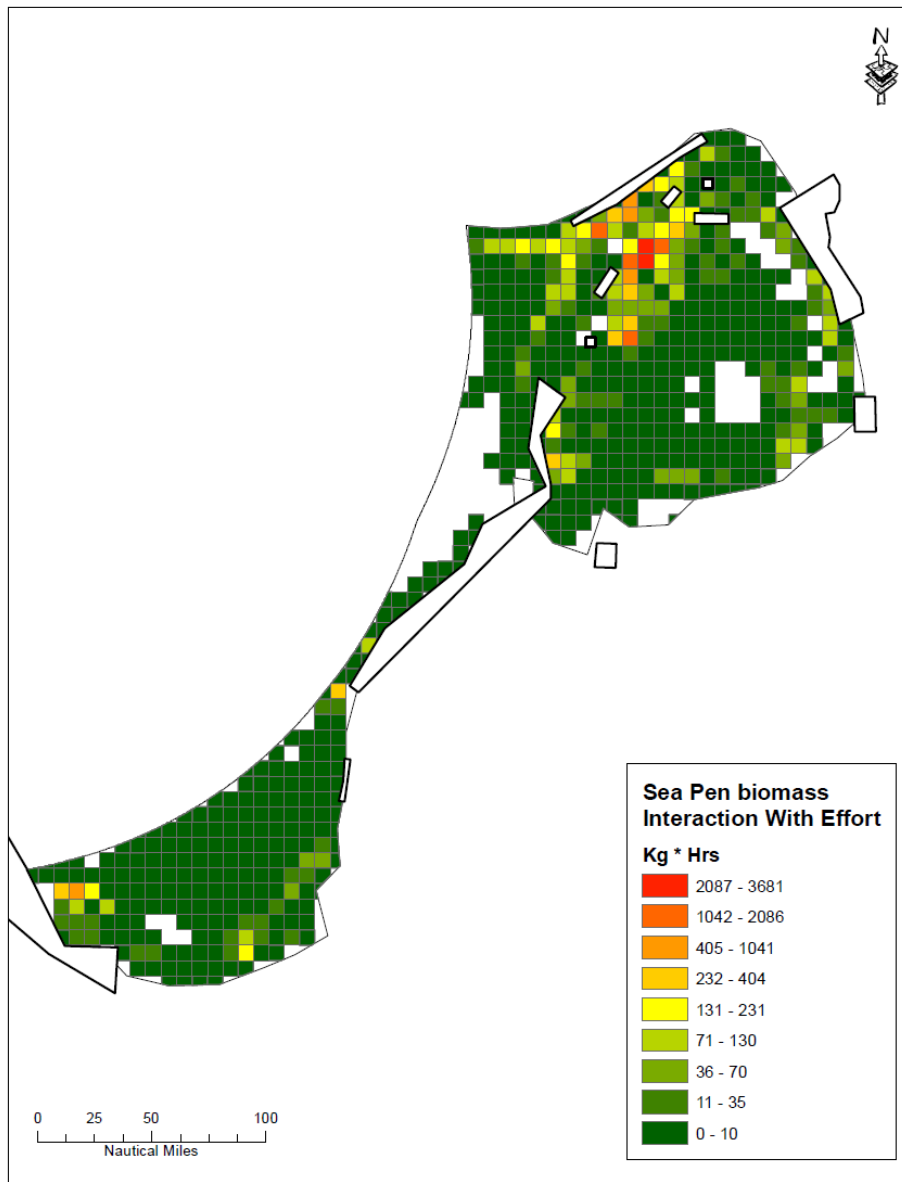 N
Sea Pen biomass
Interaction With Effort
Kg * Hrs
2087 - 3681
1042 - 2086
405 - 1041
232 - 404
131 - 231
71 - 130
36 - 70
11 - 35
0 - 10
0 25 50 100
Nautical Miles